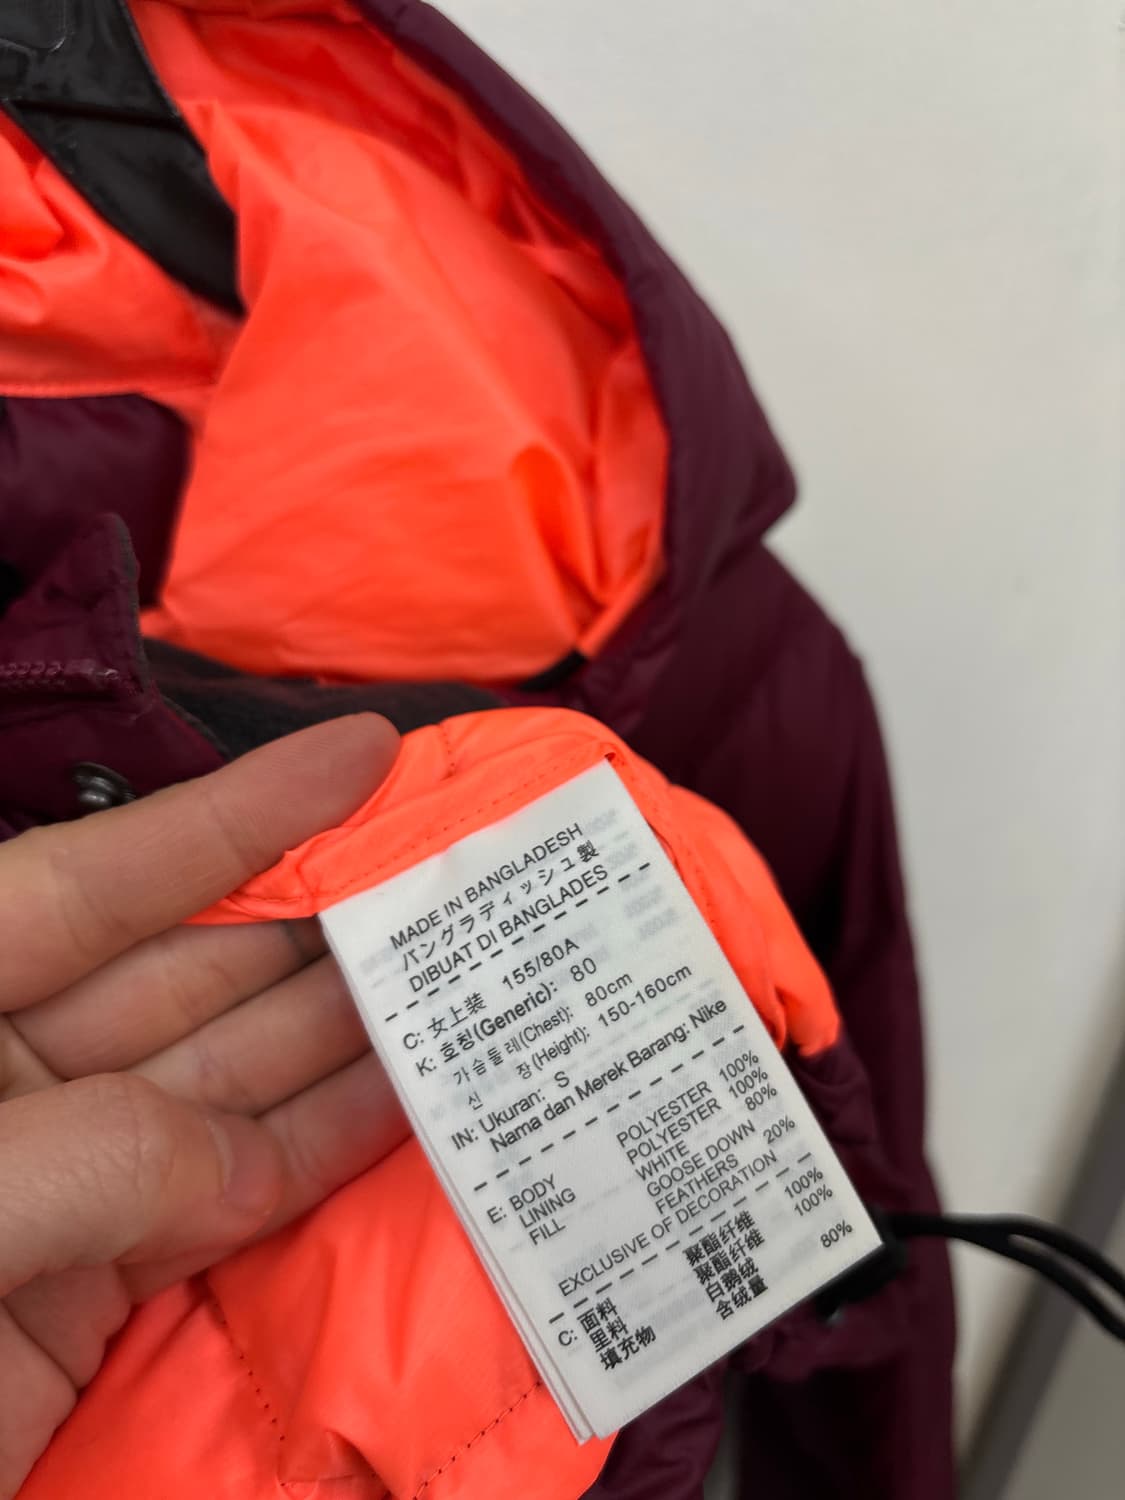 MADE IN BANGLADESH
バングラディッシュ製
DIBUAT DI BANGLADES
C: 女上装 155/80A
K: 호칭(Generic): 80
가슴둘레(Chest): 80cm
신 장(Height): 150-160cm
IN: Ukuran: S
Nama dan Merek Barang: Nike
E: BODY POLYESTER 100%
LINING POLYESTER 100%
FILL WHITE 80%
GOOSE DOWN
FEATHERS 20%
EXCLUSIVE OF DECORATION
C: 面料 聚酯纤维 100%
里料 聚酯纤维 100%
填充物 白鹅绒
含绒量 80%